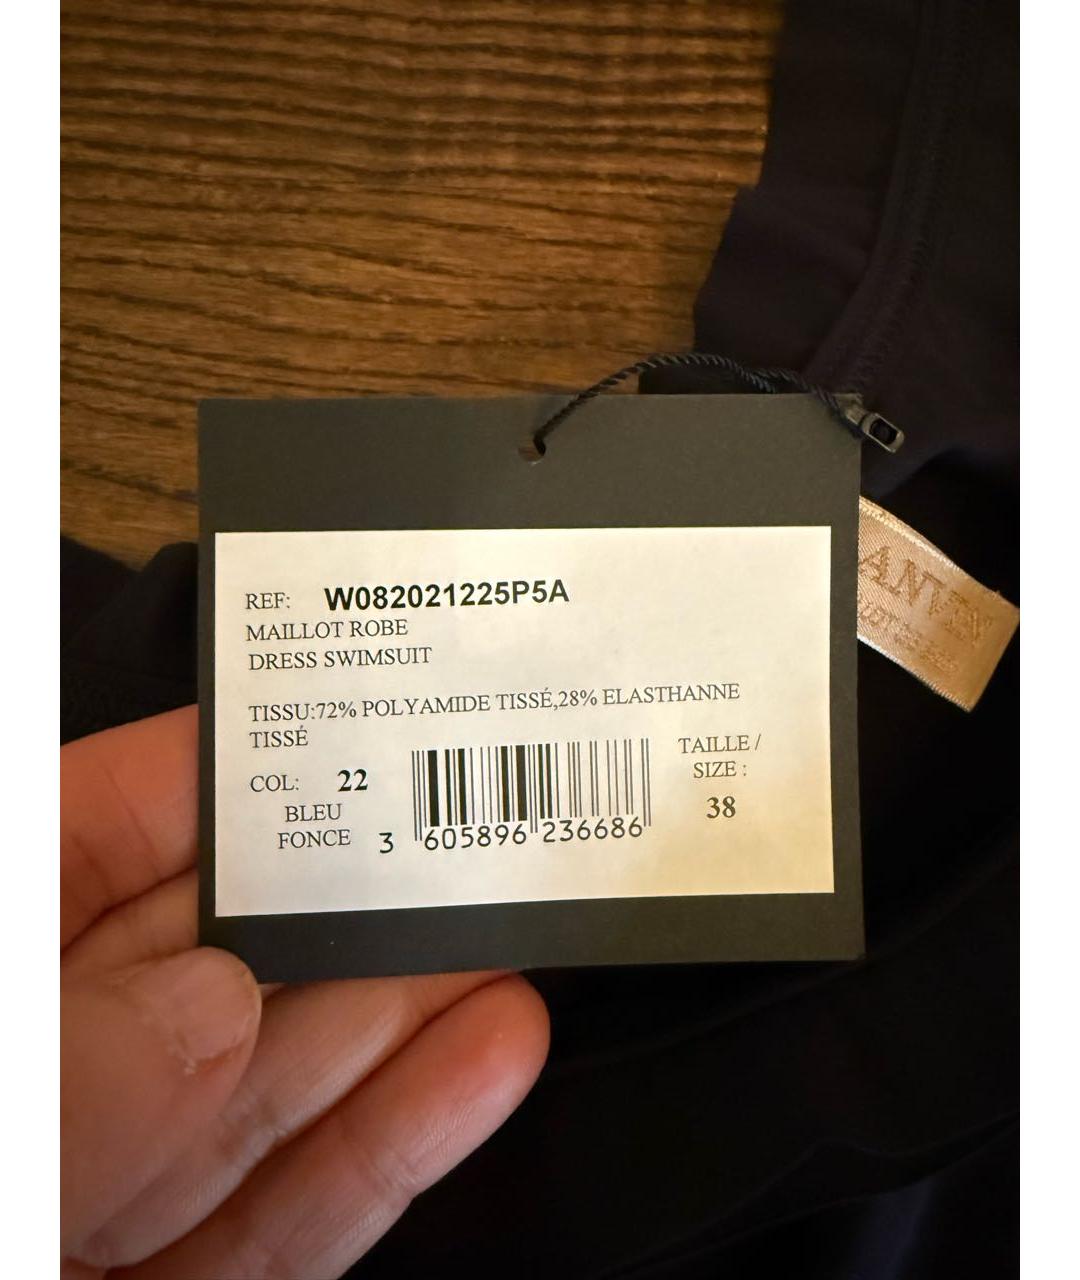 REF: W082021225P5A
MAILLOT ROBE
DRESS SWIMSUIT
TISSU:72% POLYAMIDE TISSÉ,28% ELASTHANNE
TISSÉ
COL: 22
BLEU
FONCE
3 605896 236686
TAILLE /
SIZE :
38
ANVIN